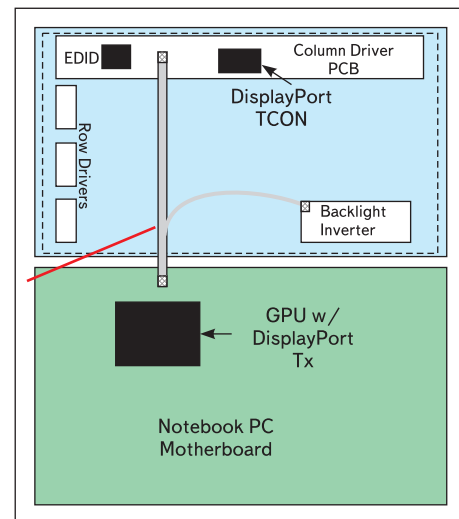 EDID
Column Driver
PCB
DisplayPort
TCON
Row Drivers
Backlight
Inverter
GPU w/
DisplayPort
Tx
Notebook PC
Motherboard